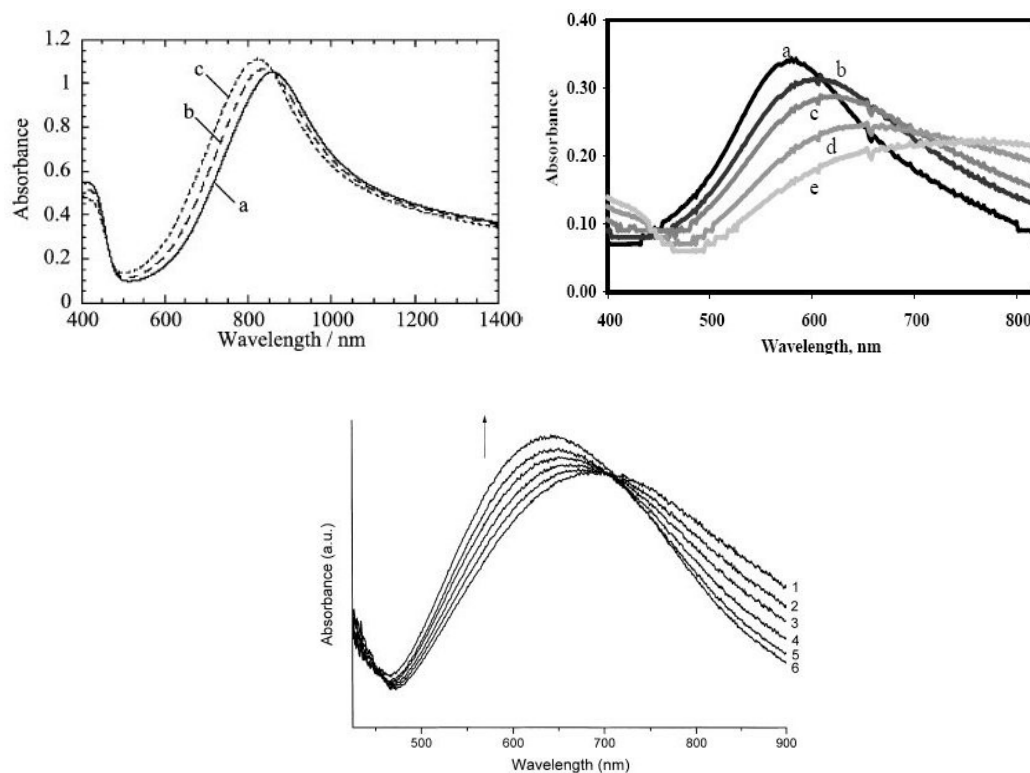 Absorbance
1.2
1
0.8
0.6
0.4
0.2
0
400 600 800 1000 1200 1400
Wavelength / nm
c
b
a
Absorbance
0.40
0.30
0.20
0.10
0.00
400 500 600 700 800
Wavelength, nm
a
b
c
d
e
Absorbance (a.u.)
1
2
3
4
5
6
500 600 700 800 900
Wavelength (nm)